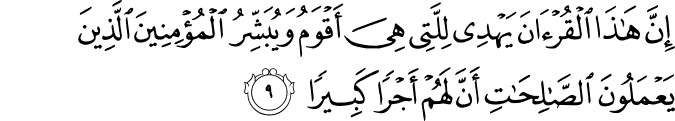 إِنَّ هَٰذَا ٱلْقُرْءَانَ يَهْدِى لِلَّتِى هِىَ أَقْوَمُ وَيُبَشِّرُ ٱلْمُؤْمِنِينَ ٱلَّذِينَ
يَعْمَلُونَ ٱلصَّٰلِحَٰتِ أَنَّ لَهُمْ أَجْرًا كَبِيرًا ٩